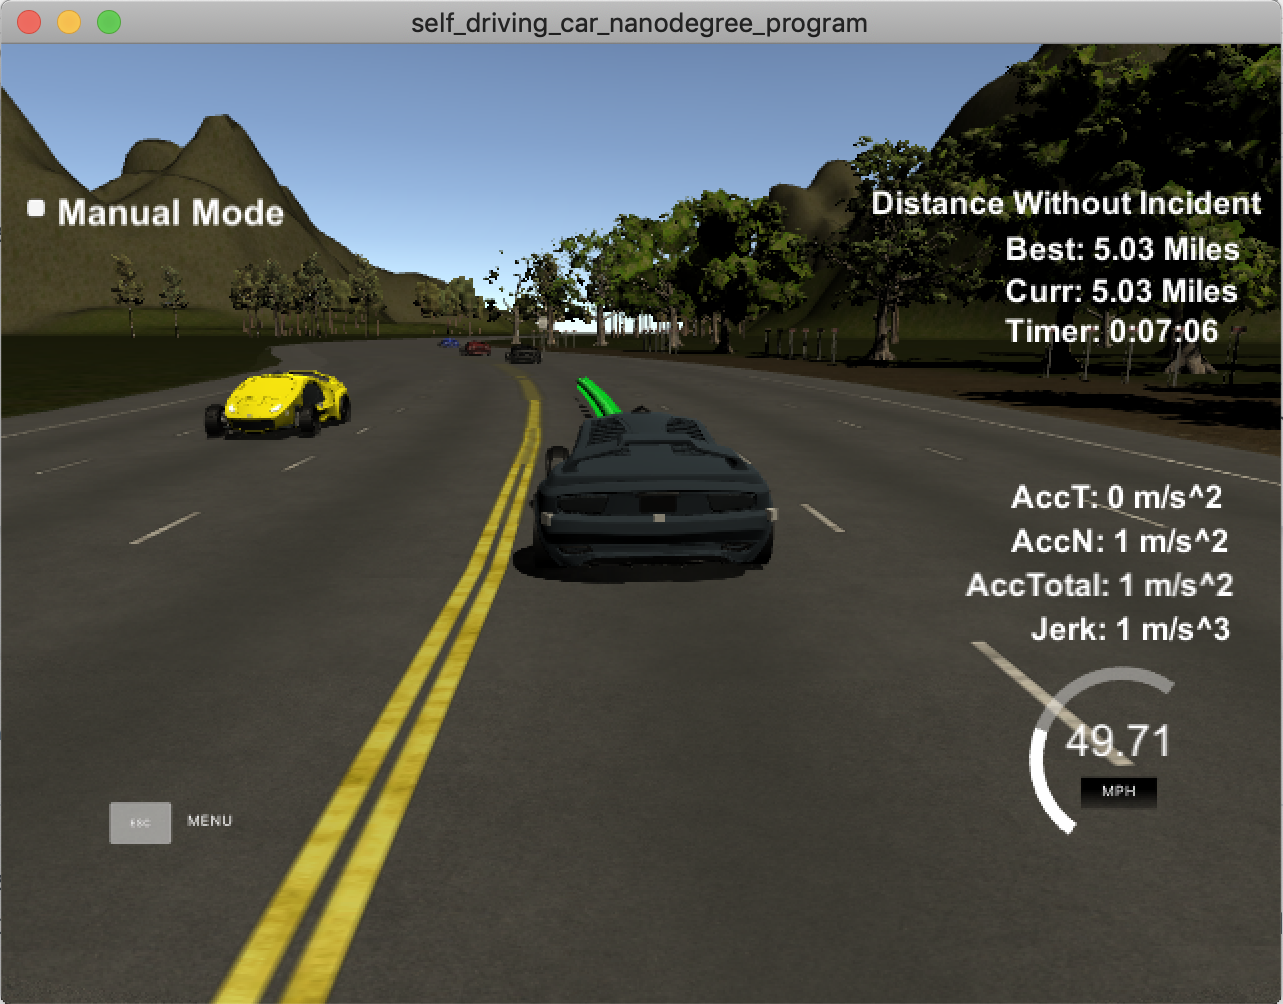 self_driving_car_nanodegree_program
Manual Mode
Distance Without Incident
Best: 5.03 Miles
Curr: 5.03 Miles
Timer: 0:07:06
AccT: 0 m/s^2
AccN: 1 m/s^2
AccTotal: 1 m/s^2
Jerk: 1 m/s^3
49.71
MPH
ESC MENU